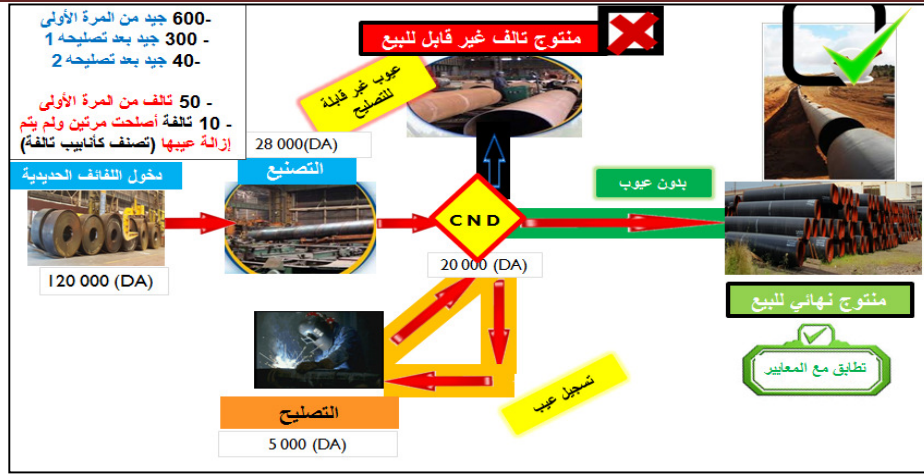 -600 جيد من المرة الأولى
- 300 جيد بعد تصليحه 1
-40 جيد بعد تصليحه 2
- 50 تالف من المرة الأولى
- 10 تالفة أصلحت مرتين ولم يتم
إزالة عيبها (تصنف كأنابيب تالفة)
منتوج تالف غير قابل للبيع
عيوب غير قابلة
للتصليح
28 000(DA)
دخول اللفائف الحديدية
التصنيع
بدون عيوب
CND
20 000 (DA)
120 000 (DA)
منتوج نهائي للبيع
تطابق مع المعايير
تسجيل عيب
التصليح
5 000 (DA)